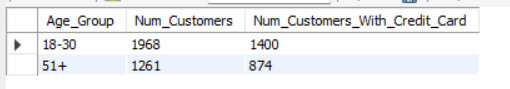 Age_Group Num_Customers Num_Customers_With_Credit_Card
18-30 1968 1400
51+ 1261 874